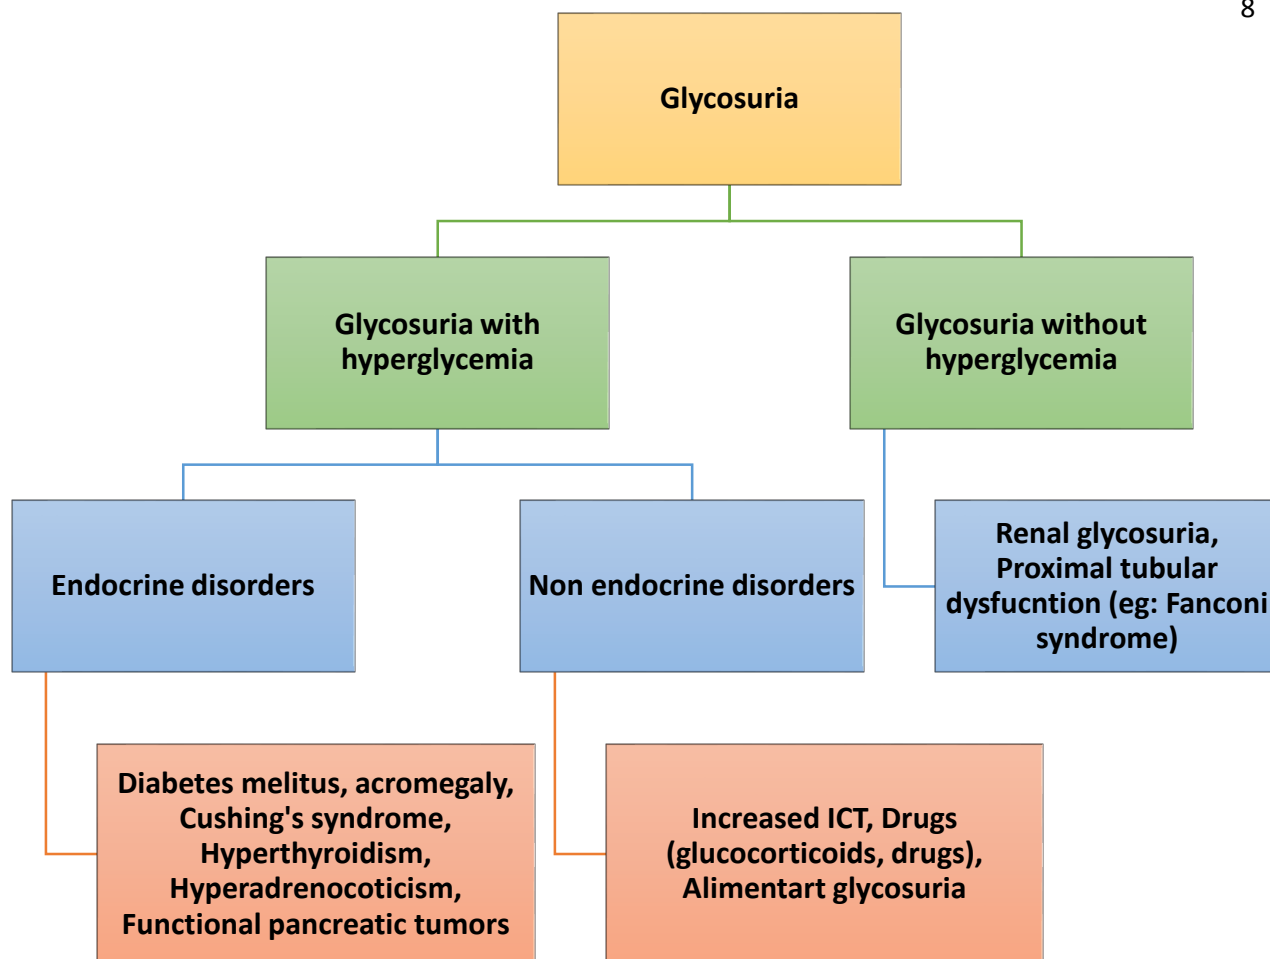 8
Glycosuria
Glycosuria with
hyperglycemia
Glycosuria without
hyperglycemia
Endocrine disorders
Non endocrine disorders
Renal glycosuria,
Proximal tubular
dysfucntion (eg: Fanconi
syndrome)
Diabetes melitus, acromegaly,
Cushing's syndrome,
Hyperthyroidism,
Hyperadrenocoticism,
Functional pancreatic tumors
Increased ICT, Drugs
(glucocorticoids, drugs),
Alimentart glycosuria